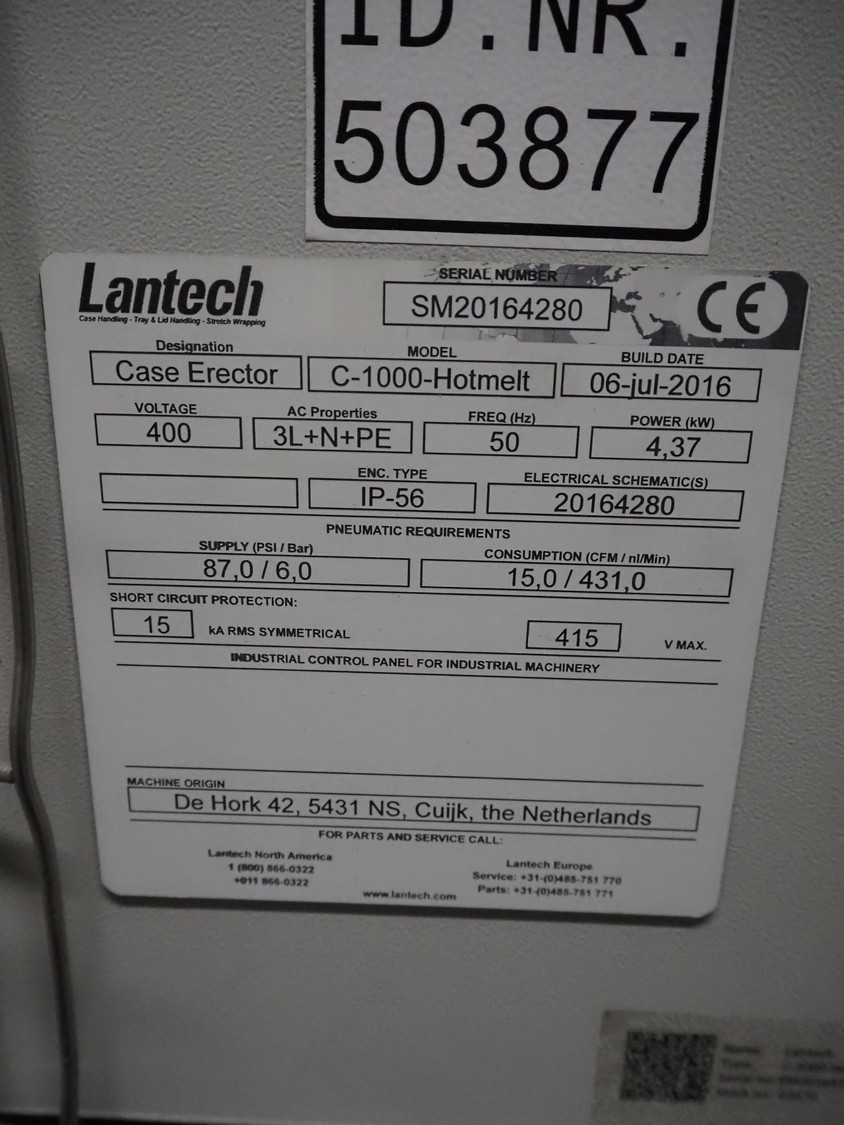 ID.NR.
503877
Lantech
Case Handling - Tray & Lid Handling - Stretch Wrapping
SERIAL NUMBER
SM20164280
CE
Designation MODEL BUILD DATE
Case Erector C-1000-Hotmelt 06-jul-2016
VOLTAGE AC Properties FREQ (Hz) POWER (kW)
400 3L+N+PE 50 4,37
ENC. TYPE ELECTRICAL SCHEMATIC(S)
IP-56 20164280
PNEUMATIC REQUIREMENTS
SUPPLY (PSI / Bar) CONSUMPTION (CFM / nl/Min)
87,0 / 6,0 15,0 / 431,0
SHORT CIRCUIT PROTECTION:
15 kA RMS SYMMETRICAL 415 V MAX.
INDUSTRIAL CONTROL PANEL FOR INDUSTRIAL MACHINERY
MACHINE ORIGIN
De Hork 42, 5431 NS, Cuijk, the Netherlands
FOR PARTS AND SERVICE CALL:
Lantech North America
1 (800) 866-0322
+011 866-0322
Lantech Europe
Service: +31-(0)485-751 770
Parts: +31-(0)485-751 771
www.lantech.com
Name: Lantech
Type: